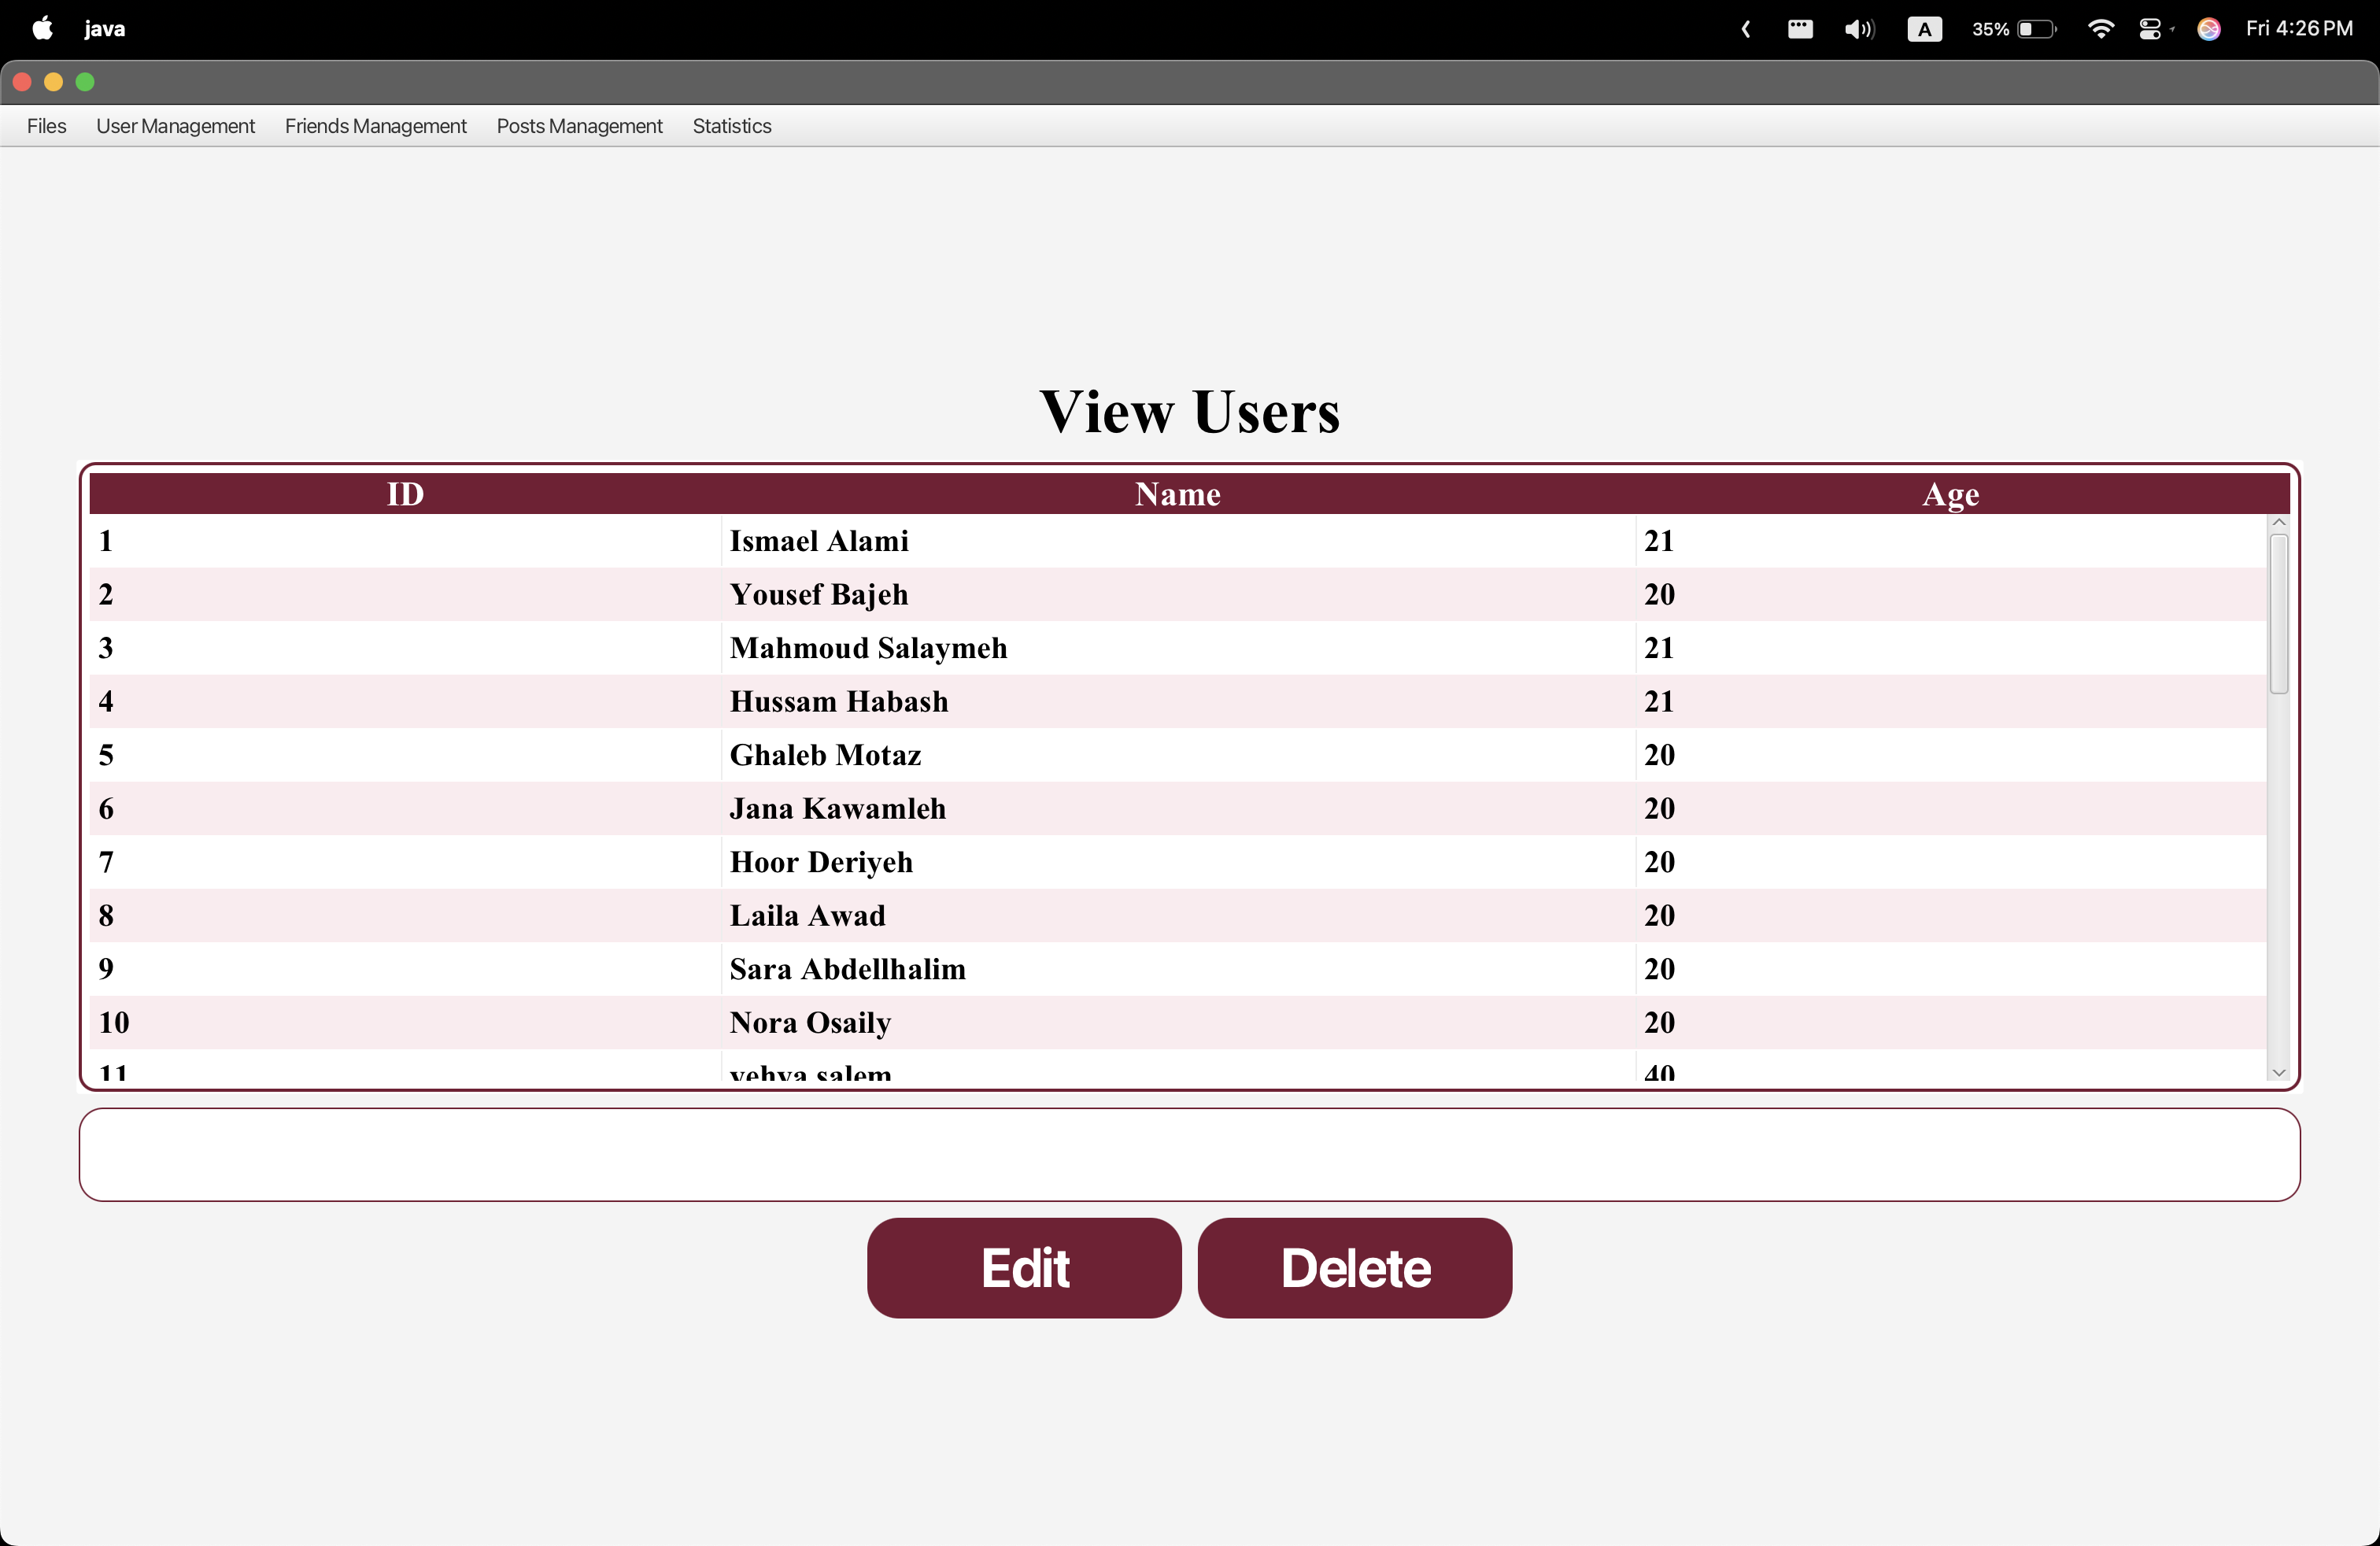 java 35% Fri 4:26 PM
A
Files User Management Friends Management Posts Management Statistics
View Users
ID Name Age
1 Ismael Alami 21
2 Yousef Bajeh 20
3 Mahmoud Salaymeh 21
4 Hussam Habash 21
5 Ghaleb Motaz 20
6 Jana Kawamleh 20
7 Hoor Deriyeh 20
8 Laila Awad 20
9 Sara Abdellhalim 20
10 Nora Osaily 20
11 yehya salem 40
Edit Delete